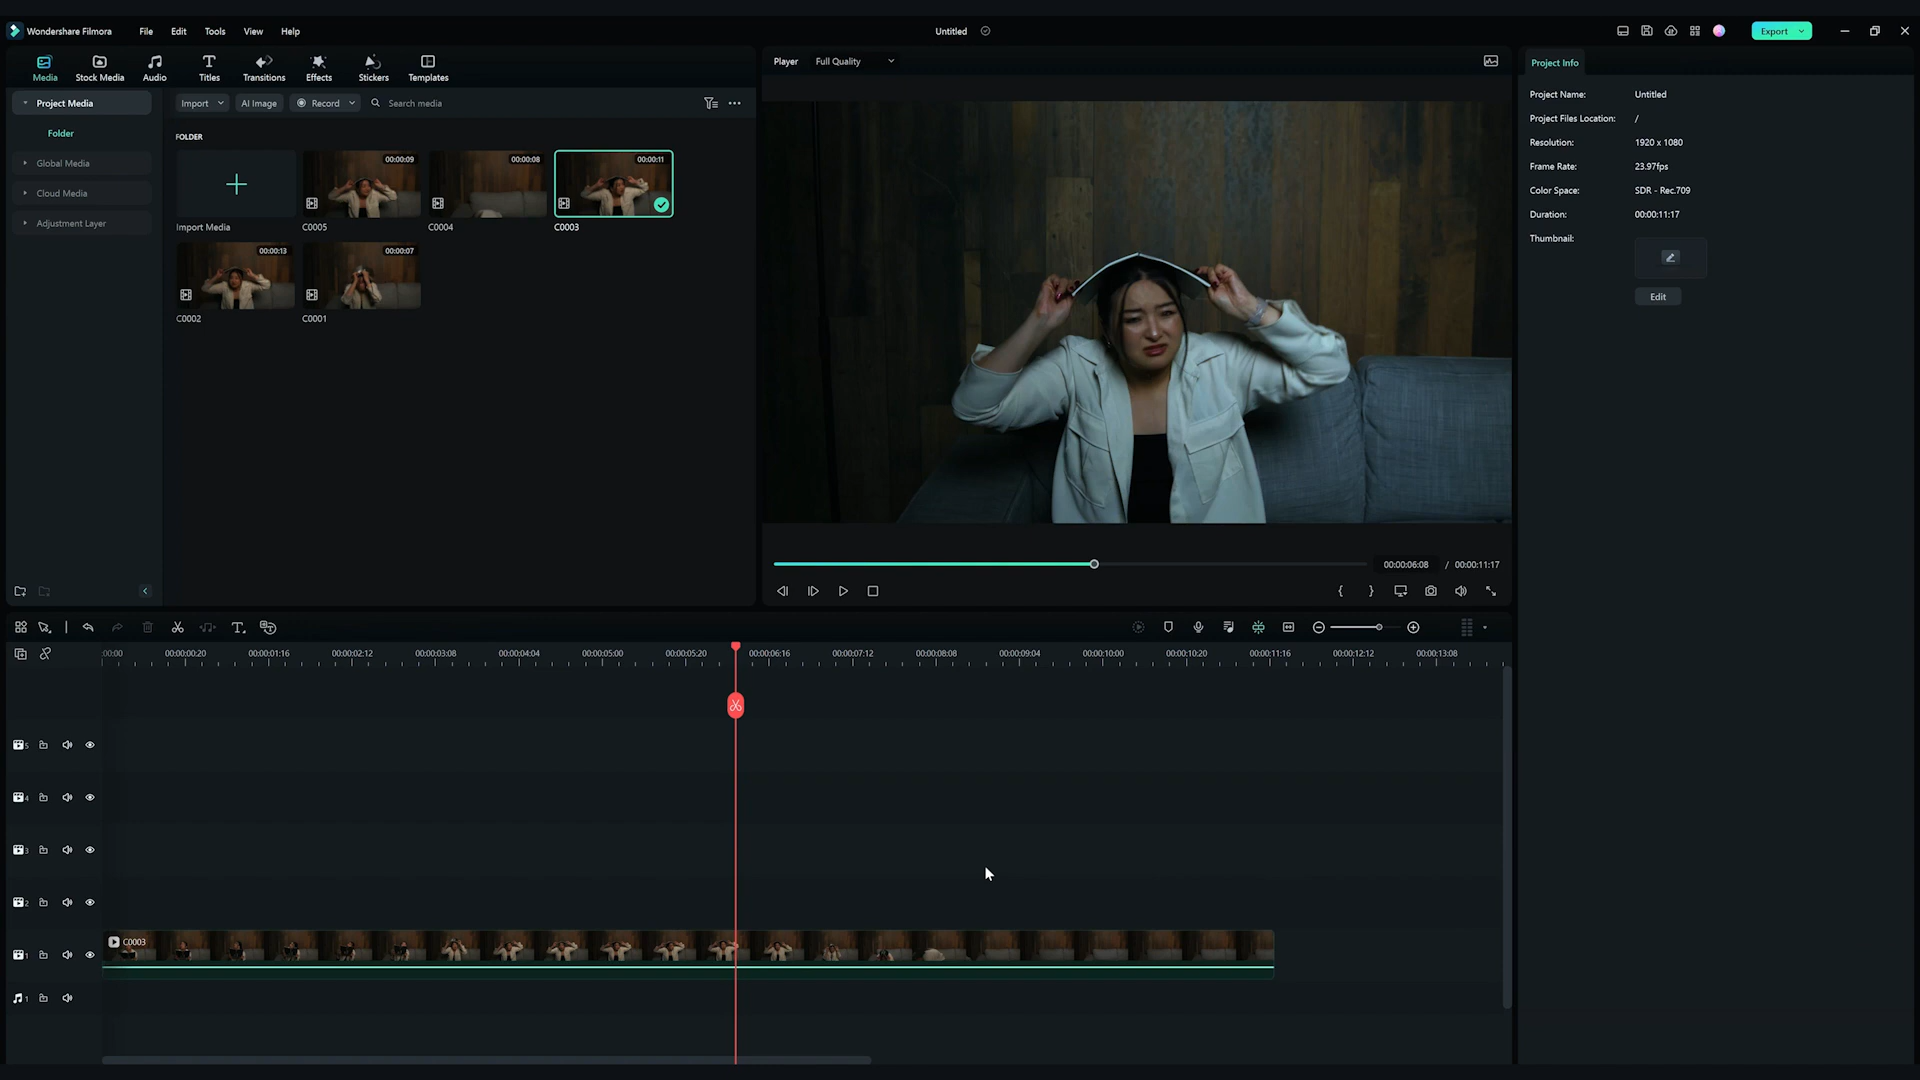 Wondershare Filmora File Edit Tools View Help Untitled Export
Media Stock Media Audio Titles Transitions Effects Stickers Templates
Player Full Quality
Project Info
Project Media
Import AI Image Record Search media
Folder
Global Media
Cloud Media
Adjustment Layer
FOLDER
00:00:09 00:00:08 00:00:11
Import Media C0005 C0004 C0003
00:00:13 00:00:07
C0002 C0001
Project Name: Untitled
Project Files Location: /
Resolution: 1920 x 1080
Frame Rate: 23.97fps
Color Space: SDR - Rec.709
Duration: 00:00:11:17
Thumbnail:
Edit
00:00:06:08 / 00:00:11:17
:00:00 00:00:00:20 00:00:01:16 00:00:02:12 00:00:03:08 00:00:04:04 00:00:05:00 00:00:05:20 00:00:06:16 00:00:07:12 00:00:08:08 00:00:09:04 00:00:10:00 00:00:10:20 00:00:11:16 00:00:12:12 00:00:13:08
5
4
3
2
C0003
1
1